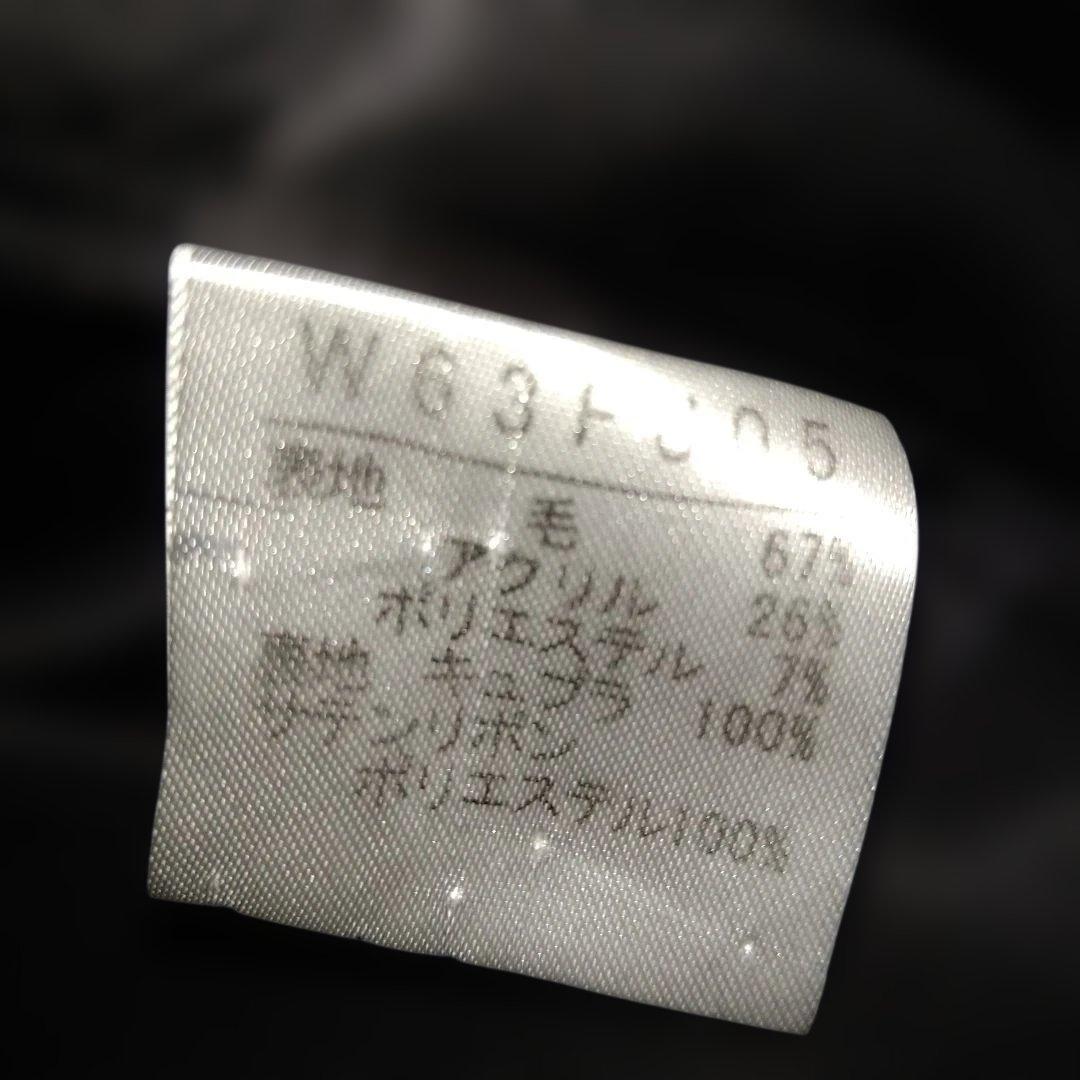 表地
毛 67%
アクリル 26%
ポリエステル 7%
裏地 キュプラ 100%
サテンリボン
ポリエステル100%